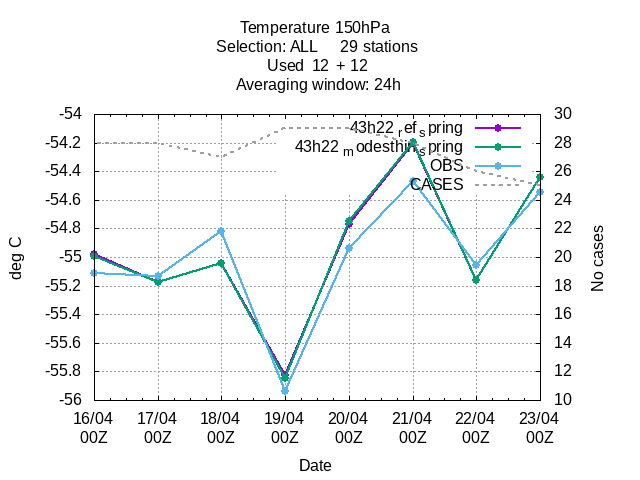 Temperature 150hPa
Selection: ALL 29 stations
Used 12 + 12
Averaging window: 24h
-54 30
43h22 ref spring
-54.2 43h22 modesthin spring 28
-54.4 OBS 26
CASES
-54.6 24
-54.8 22
-55 20
-55.2 18
-55.4 16
-55.6 14
-55.8 12
-56 10
deg C
No cases
16/04 17/04 18/04 19/04 20/04 21/04 22/04 23/04
00Z 00Z 00Z 00Z 00Z 00Z 00Z 00Z
Date